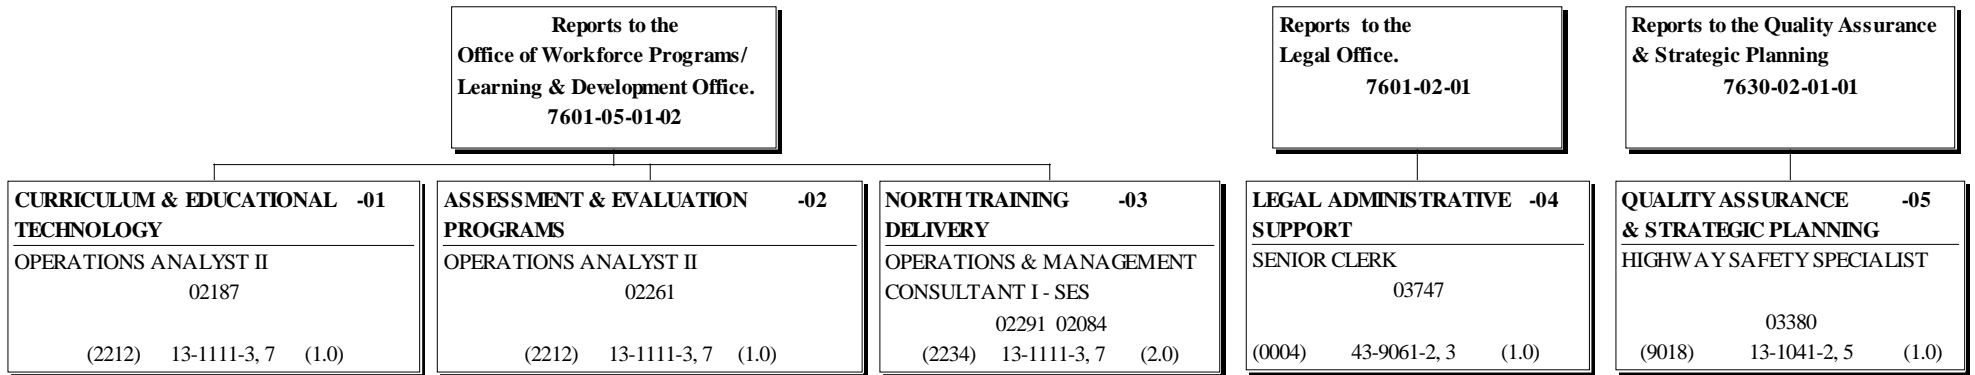 Reports to the
Office of Workforce Programs/
Learning & Development Office.
7601-05-01-02
Reports to the
Legal Office.
7601-02-01
Reports to the Quality Assurance
& Strategic Planning
7630-02-01-01
CURRICULUM & EDUCATIONAL -01
TECHNOLOGY
OPERATIONS ANALYST II
02187
(2212) 13-1111-3, 7 (1.0)
ASSESSMENT & EVALUATION -02
PROGRAMS
OPERATIONS ANALYST II
02261
(2212) 13-1111-3, 7 (1.0)
NORTH TRAINING -03
DELIVERY
OPERATIONS & MANAGEMENT
CONSULTANT I - SES
02291 02084
(2234) 13-1111-3, 7 (2.0)
LEGAL ADMINISTRATIVE -04
SUPPORT
SENIOR CLERK
03747
(0004) 43-9061-2, 3 (1.0)
QUALITY ASSURANCE -05
& STRATEGIC PLANNING
HIGHWAY SAFETY SPECIALIST
03380
(9018) 13-1041-2, 5 (1.0)